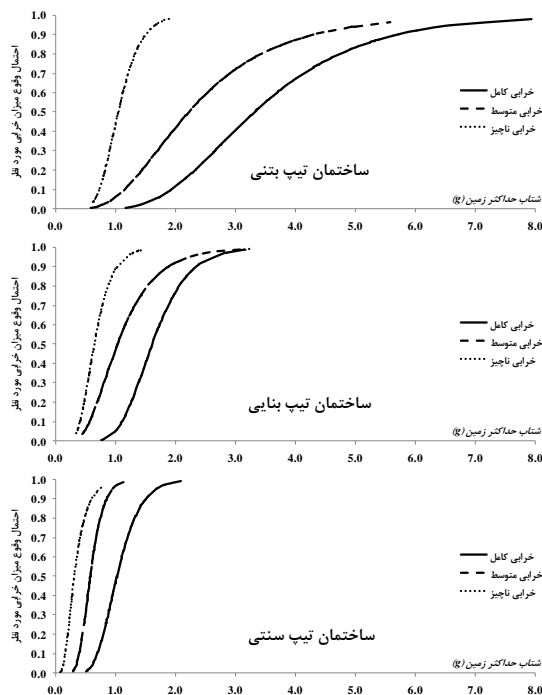 احتمال وقوع میزان خرابی مورد نظر
1.0
0.9
0.8
0.7
0.6
0.5
0.4
0.3
0.2
0.1
0.0
خرابی کامل
خرابی متوسط
خرابی ناچیز
ساختمان تیپ بتنی
شتاب حداکثر زمین (g)
0.0 1.0 2.0 3.0 4.0 5.0 6.0 7.0 8.0
احتمال وقوع میزان خرابی مورد نظر
1.0
0.9
0.8
0.7
0.6
0.5
0.4
0.3
0.2
0.1
0.0
خرابی کامل
خرابی متوسط
خرابی ناچیز
ساختمان تیپ بنایی
شتاب حداکثر زمین (g)
0.0 1.0 2.0 3.0 4.0 5.0 6.0 7.0 8.0
احتمال وقوع میزان خرابی مورد نظر
1.0
0.9
0.8
0.7
0.6
0.5
0.4
0.3
0.2
0.1
0.0
خرابی کامل
خرابی متوسط
خرابی ناچیز
ساختمان تیپ سنتی
شتاب حداکثر زمین (g)
0.0 1.0 2.0 3.0 4.0 5.0 6.0 7.0 8.0